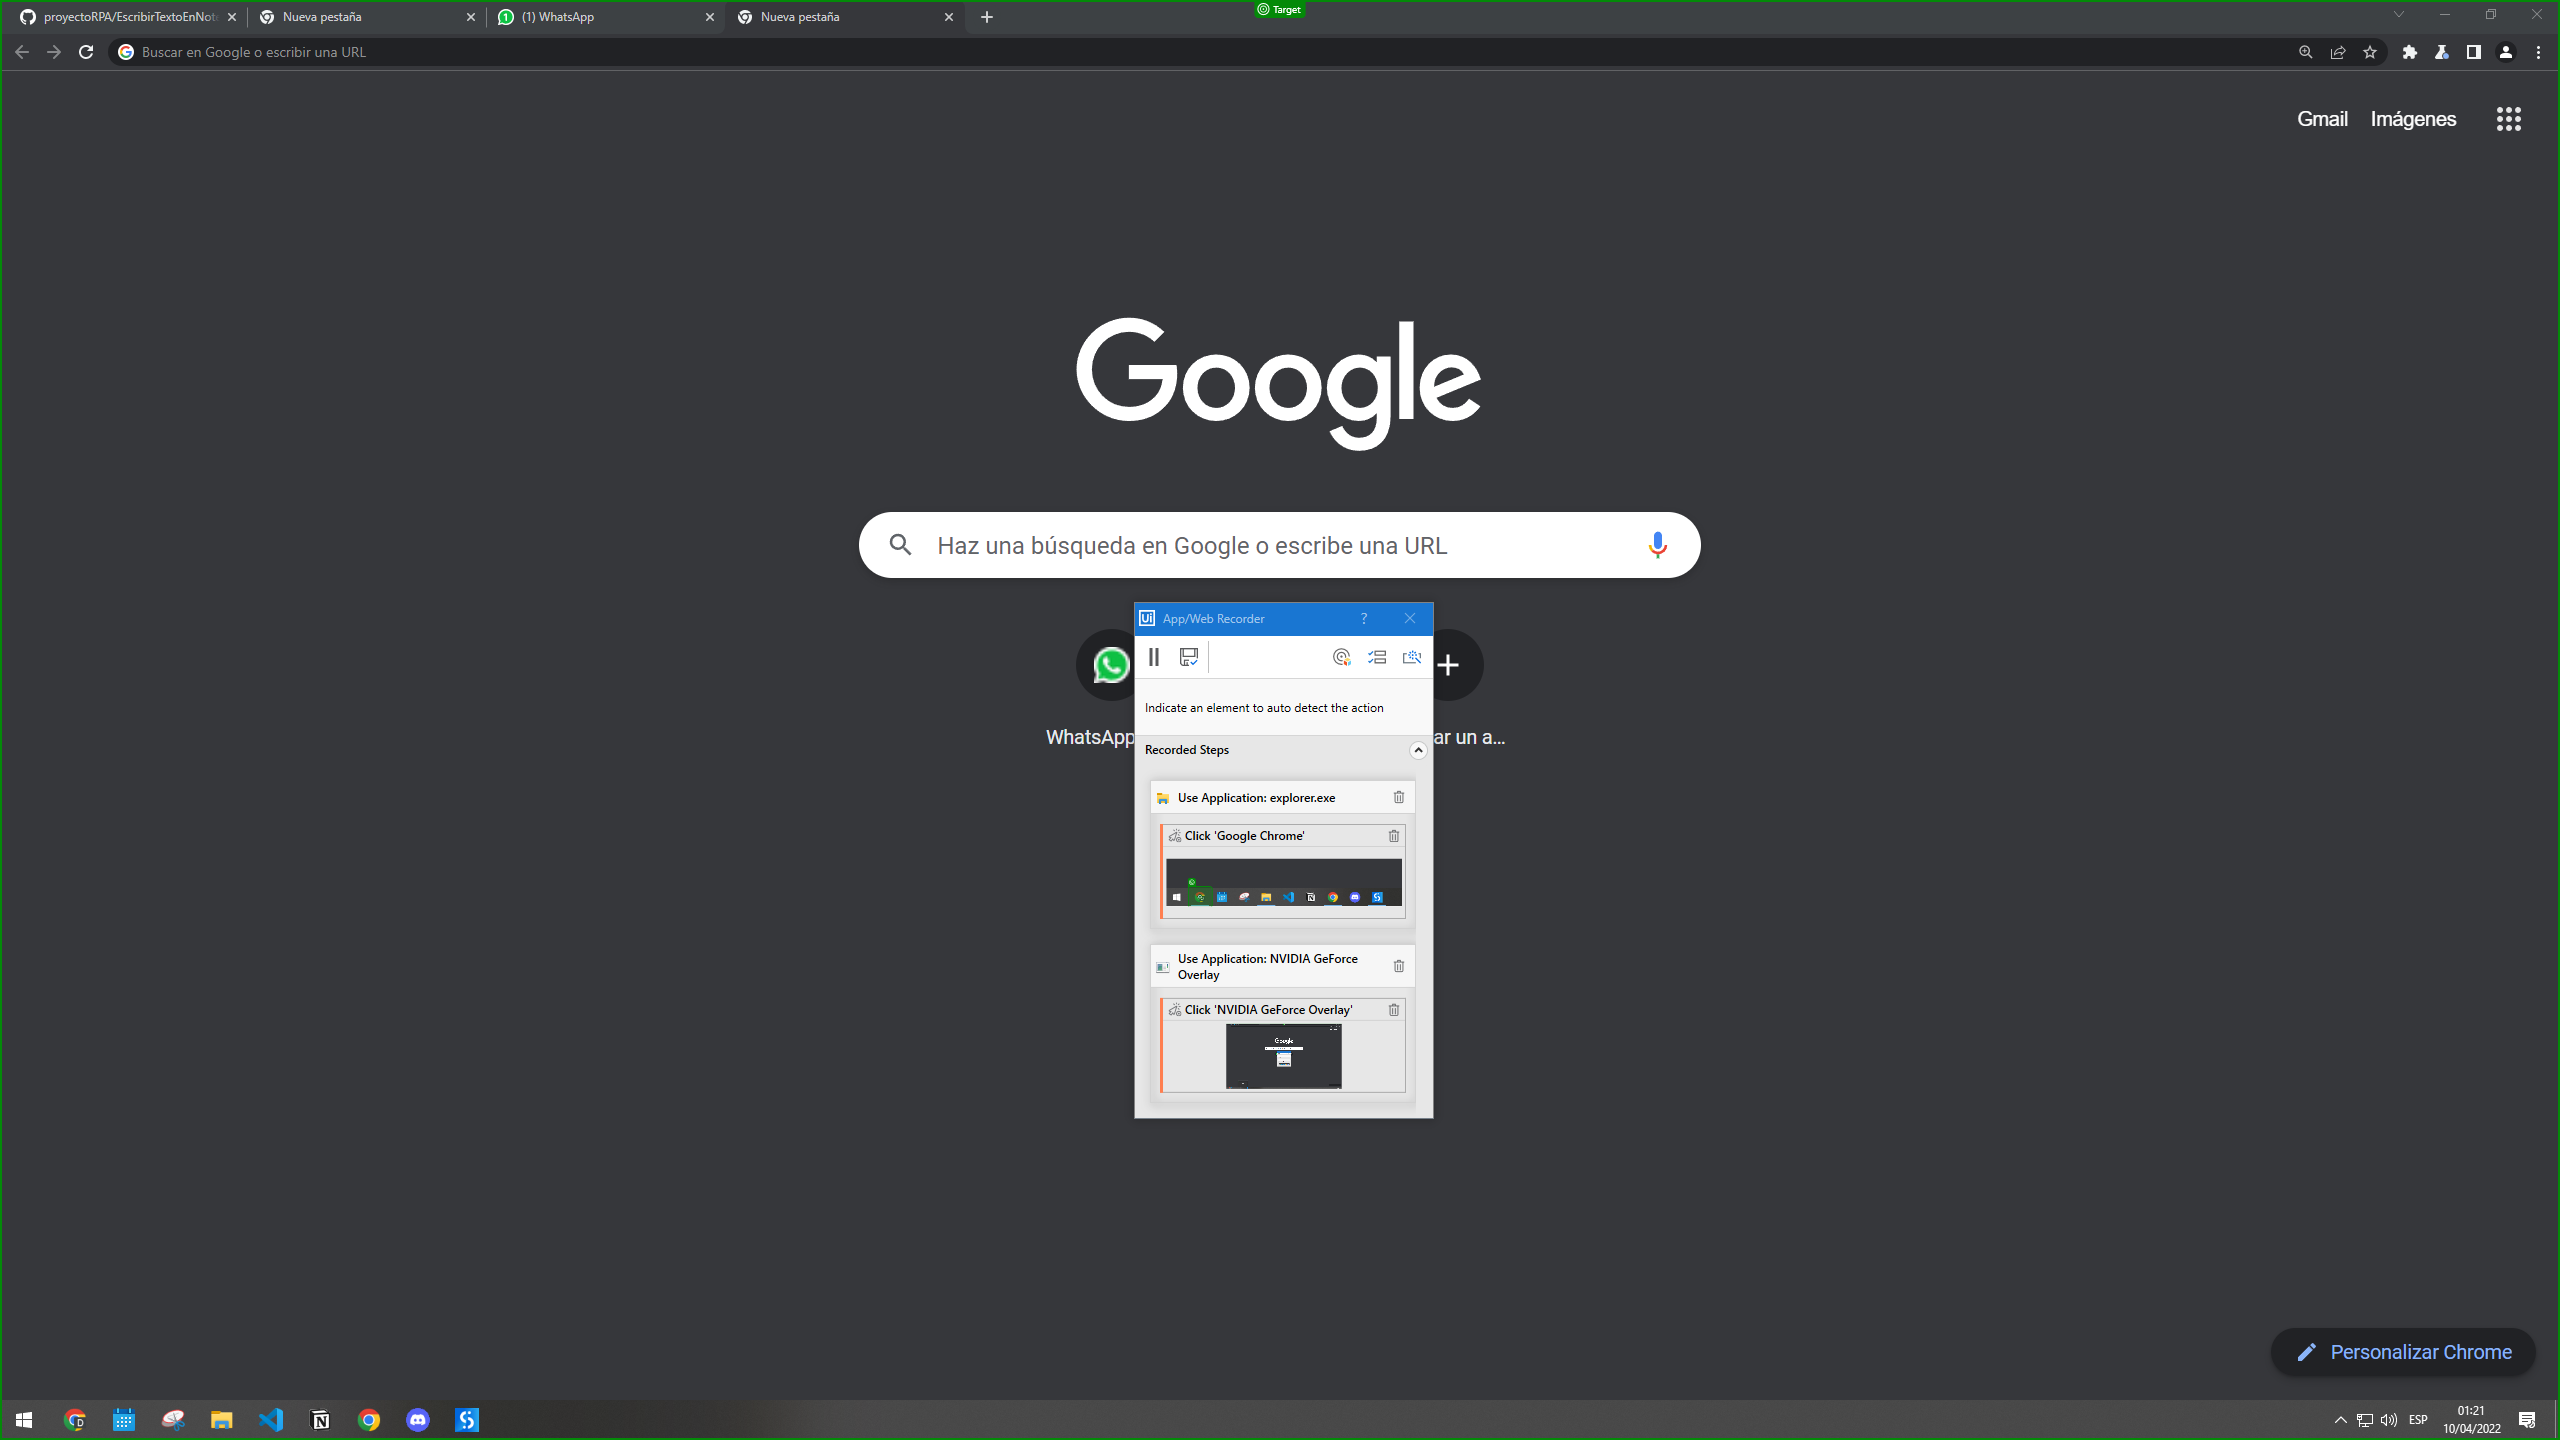 proyectoRPA/EscribirTextoEnNote
Nueva pestaña
(1) WhatsApp
Nueva pestaña
Target
Buscar en Google o escribir una URL
Gmail
Imágenes
Google
Haz una búsqueda en Google o escribe una URL
App/Web Recorder
?
Indicate an element to auto detect the action
WhatsApp
ar un a...
Recorded Steps
Use Application: explorer.exe
Click 'Google Chrome'
Use Application: NVIDIA GeForce
Overlay
Click 'NVIDIA GeForce Overlay'
Google
Personalizar Chrome
ESP
01:21
10/04/2022